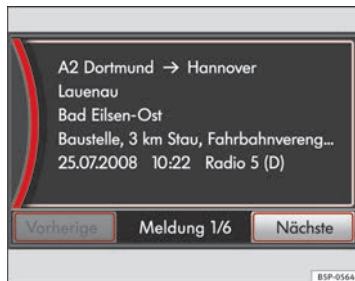 A2 Dortmund → Hannover
Lauenau
Bad Eilsen-Ost
Baustelle, 3 km Stau, Fahrbahnvereng...
25.07.2008 10:22 Radio 5 (D)
Vorherige Meldung 1/6 Nächste
BSP-0564